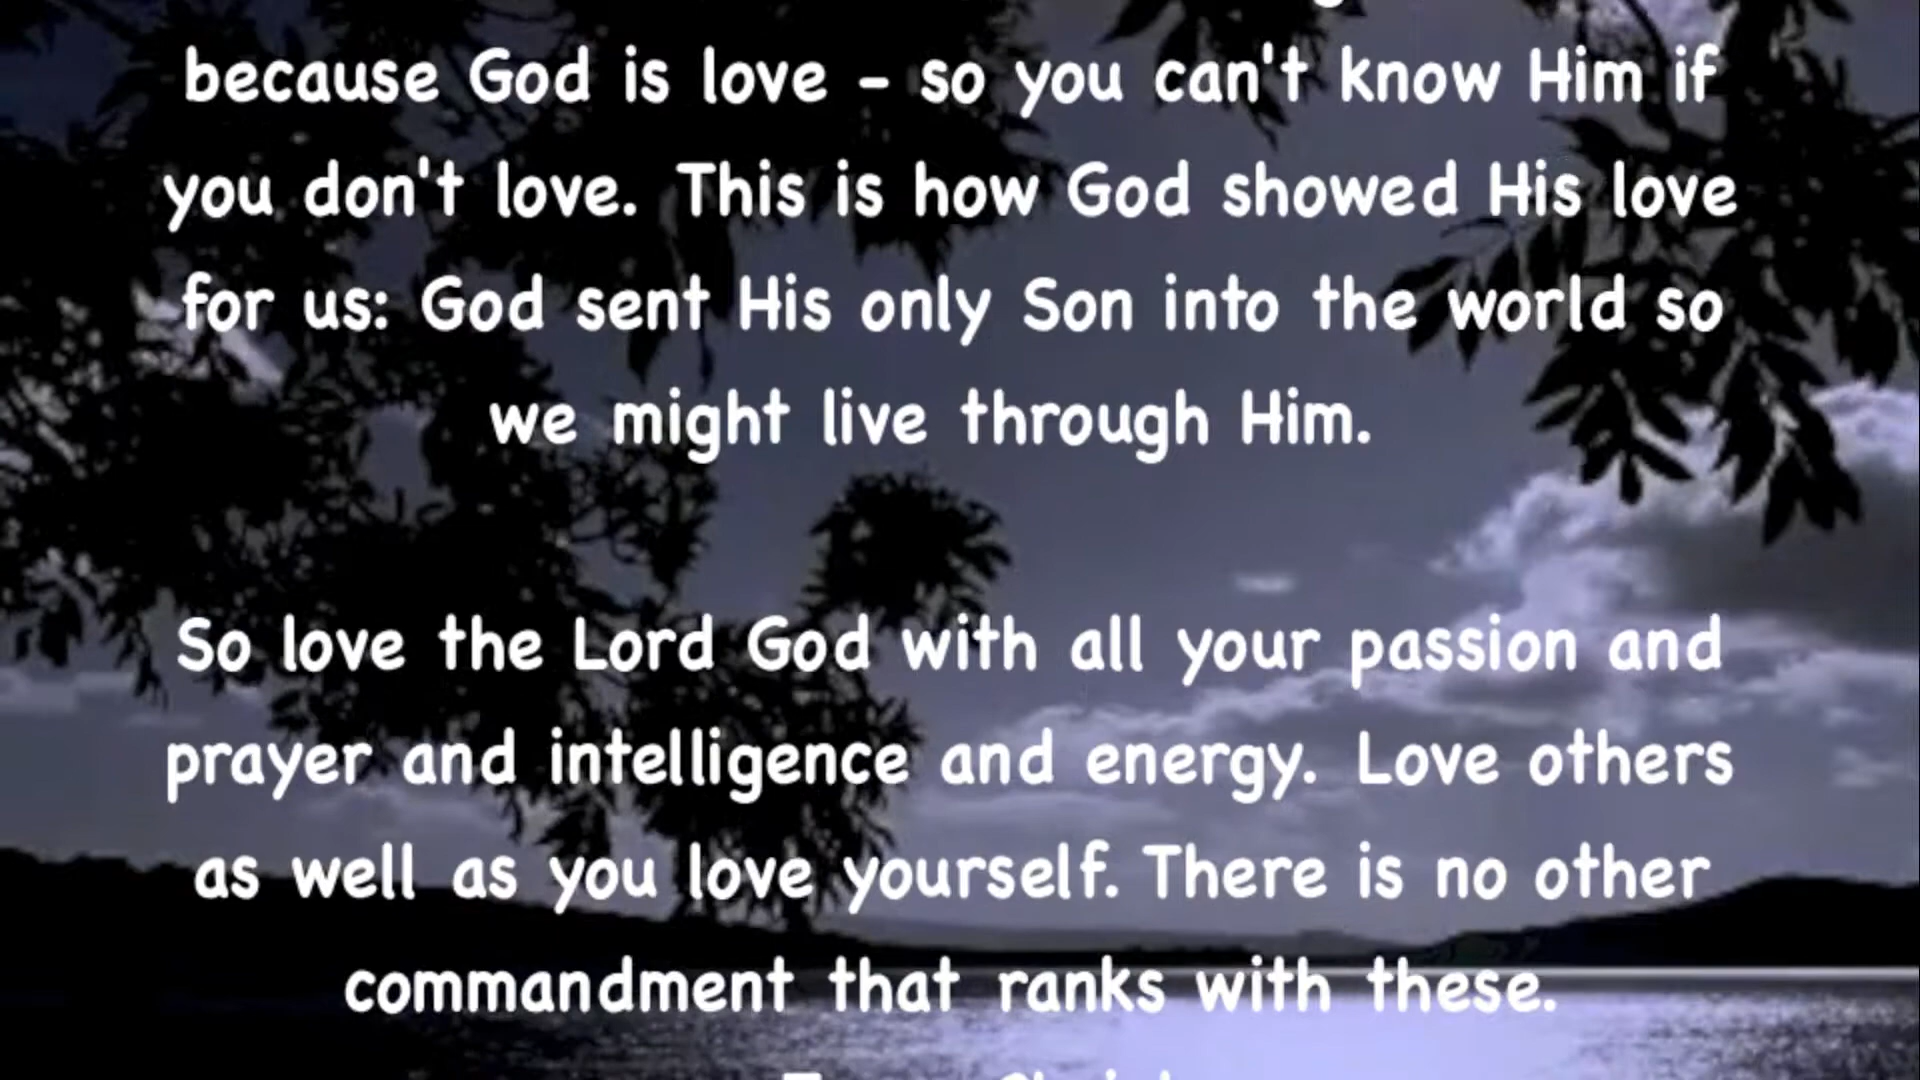 because God is love - so you can't know Him if
you don't love. This is how God showed His love
for us: God sent His only Son into the world so
we might live through Him.
So love the Lord God with all your passion and
prayer and intelligence and energy. Love others
as well as you love yourself. There is no other
commandment that ranks with these.